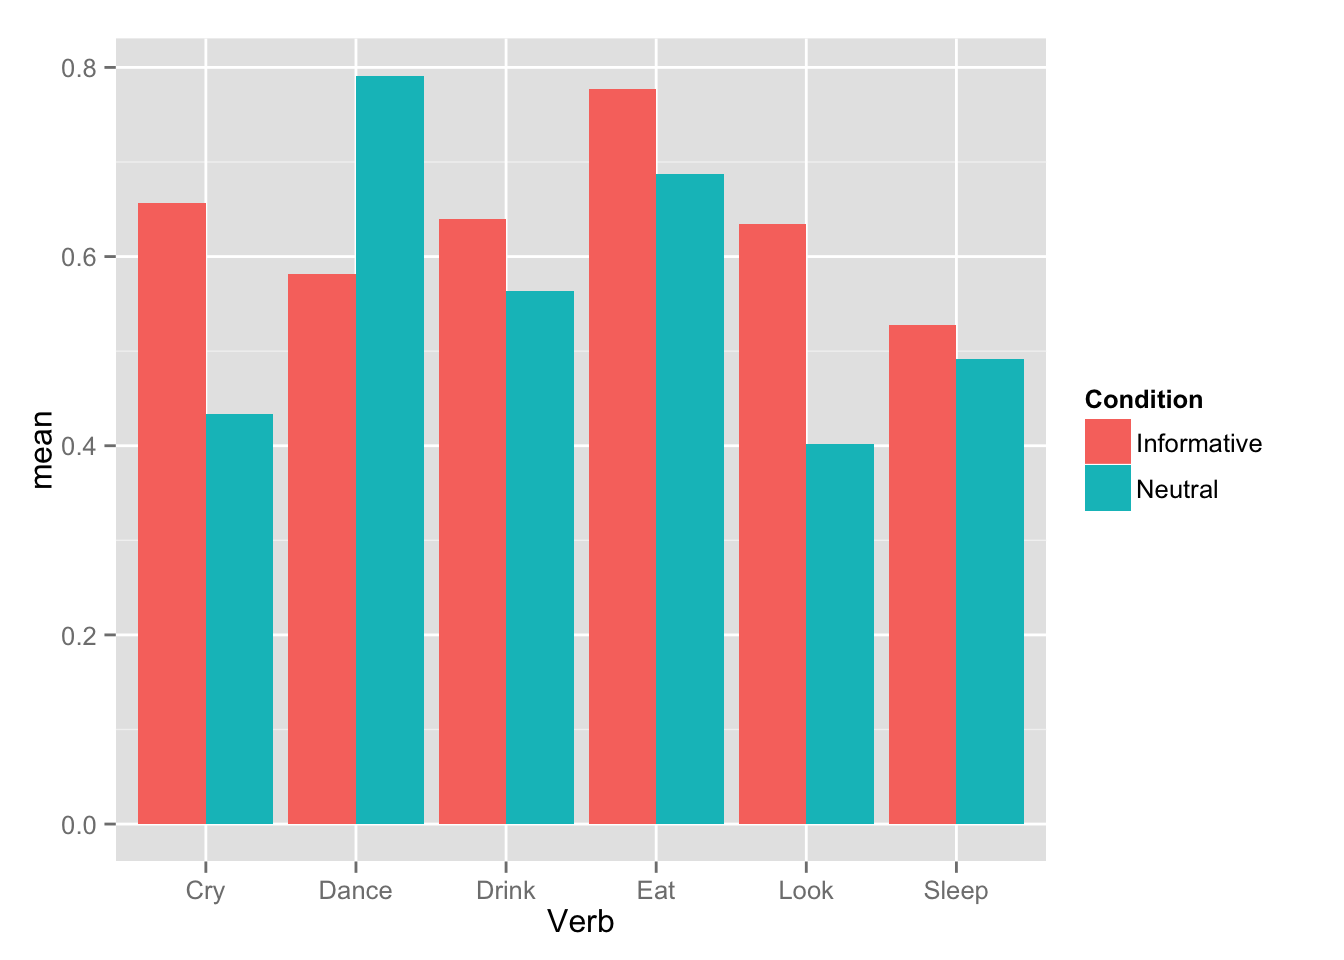 0.8
0.6
0.4
0.2
0.0
mean
Cry Dance Drink Eat Look Sleep
Verb
Condition
Informative
Neutral